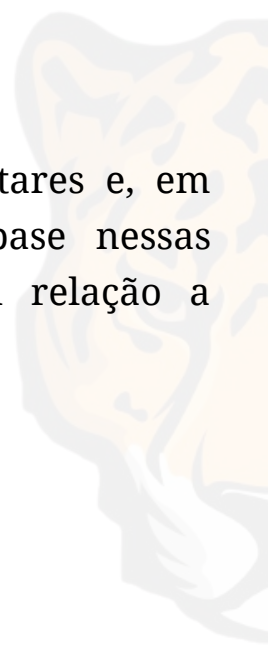 tares e, em
base nessas
relação a